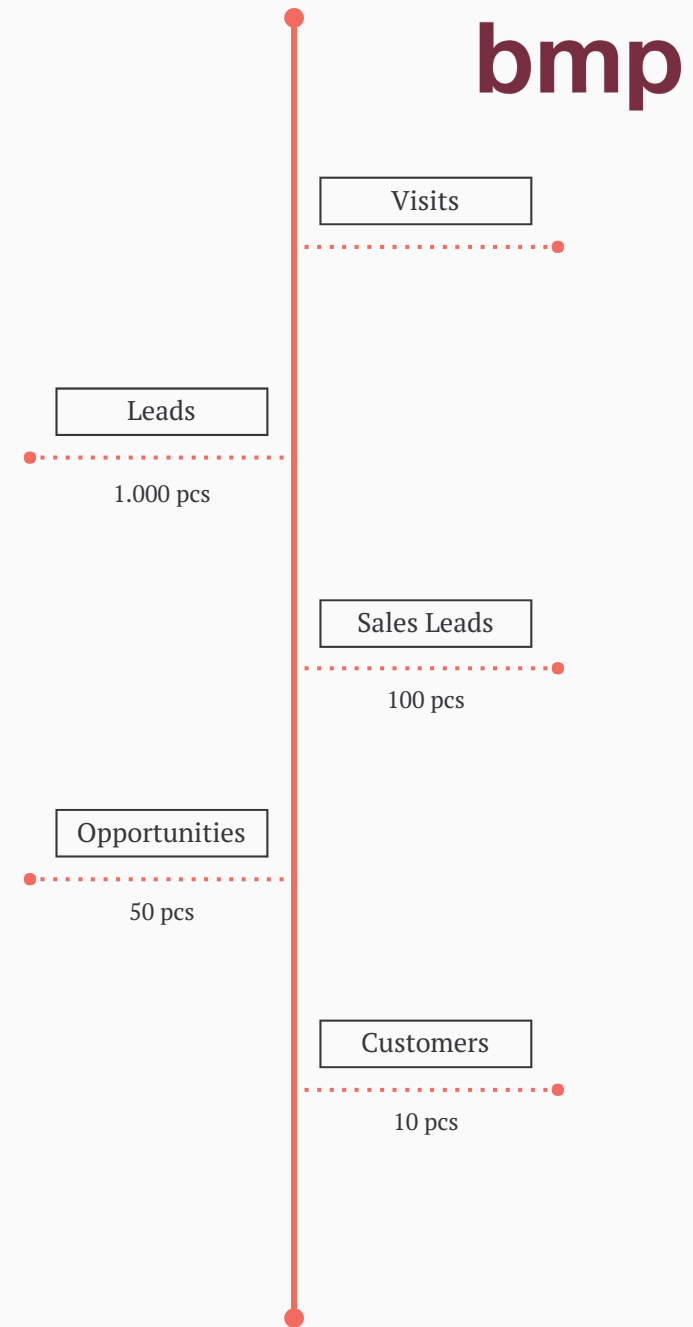 bmp
Visits
Leads
1.000 pcs
Sales Leads
100 pcs
Opportunities
50 pcs
Customers
10 pcs